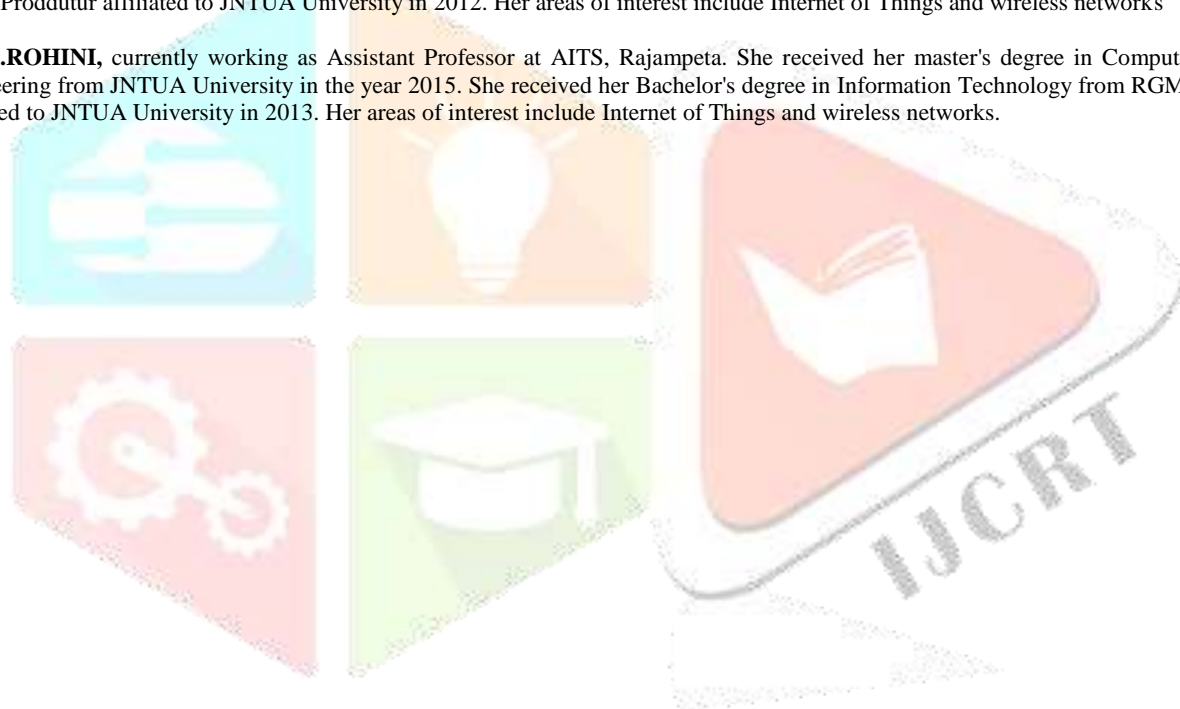 Proddutur affiliated to JNTUA University in 2012. Her areas of interest include Internet of Things and wireless networks
.ROHINI, currently working as Assistant Professor at AITS, Rajampeta. She received her master's degree in Comput
eering from JNTUA University in the year 2015. She received her Bachelor's degree in Information Technology from RGM
ed to JNTUA University in 2013. Her areas of interest include Internet of Things and wireless networks.
IJCRT